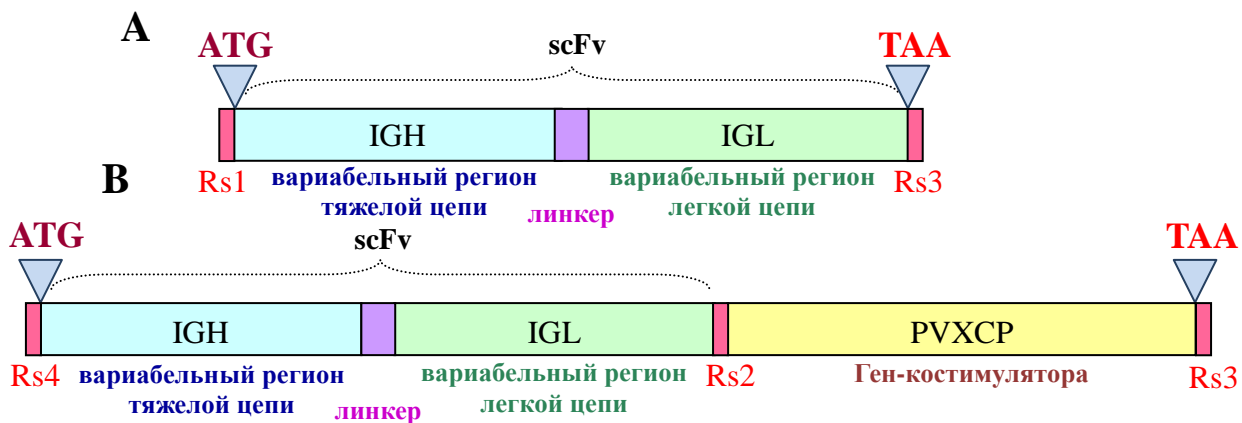 A
ATG
scFv
TAA
IGH
IGL
Rs1
вариабельный регион
тяжелой цепи
линкер
вариабельный регион
легкой цепи
Rs3
B
ATG
scFv
TAA
IGH
IGL
PVXCP
Rs4
вариабельный регион
тяжелой цепи
линкер
вариабельный регион
легкой цепи
Rs2
Ген-костимулятора
Rs3